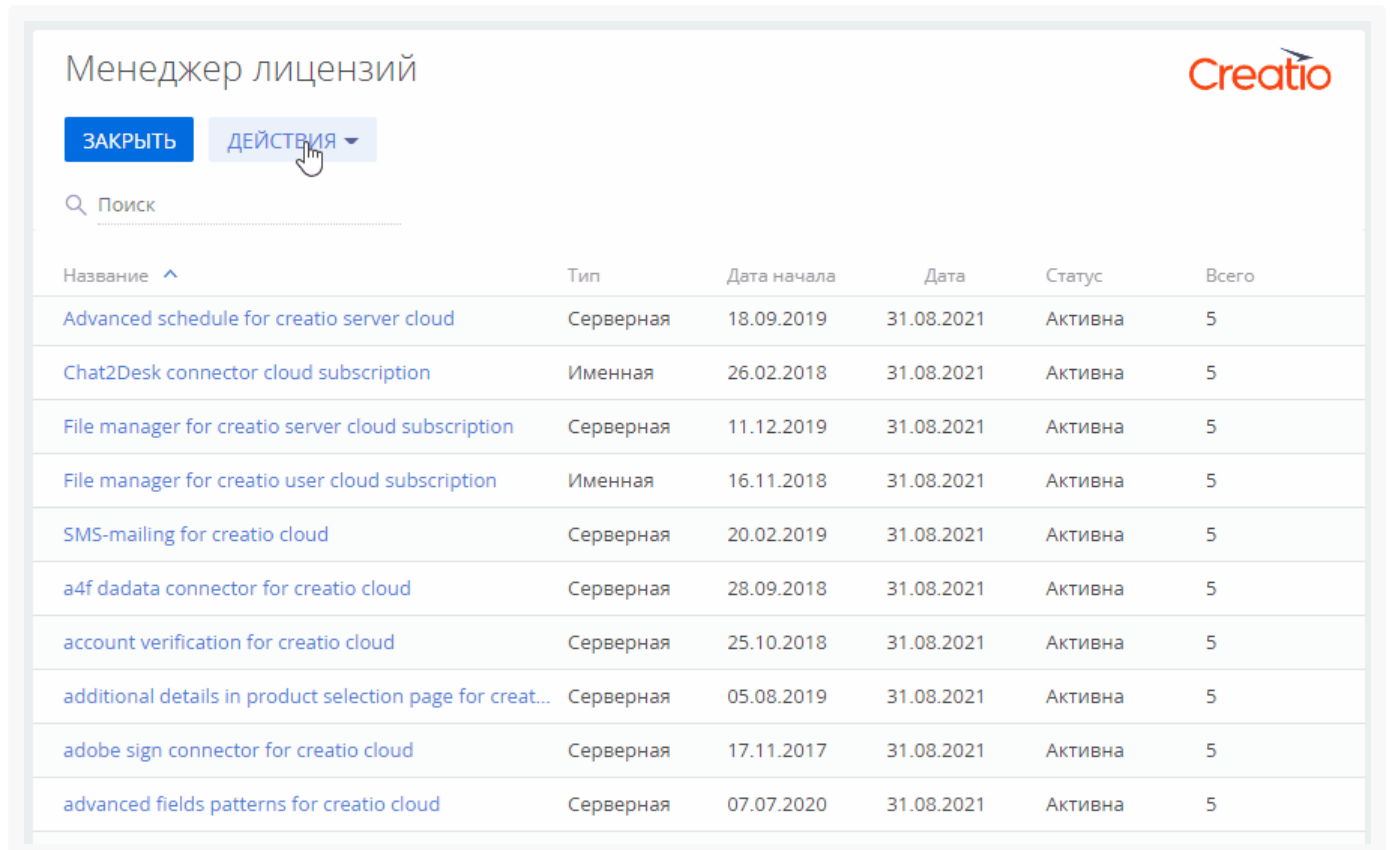 Менеджер лицензий
Creatio
ЗАКРЫТЬ ДЕЙСТВИЯ
Поиск
Название Тип Дата начала Дата Статус Всего
Advanced schedule for creatio server cloud Серверная 18.09.2019 31.08.2021 Активна 5
Chat2Desk connector cloud subscription Именная 26.02.2018 31.08.2021 Активна 5
File manager for creatio server cloud subscription Серверная 11.12.2019 31.08.2021 Активна 5
File manager for creatio user cloud subscription Именная 16.11.2018 31.08.2021 Активна 5
SMS-mailing for creatio cloud Серверная 20.02.2019 31.08.2021 Активна 5
a4f dadata connector for creatio cloud Серверная 28.09.2018 31.08.2021 Активна 5
account verification for creatio cloud Серверная 25.10.2018 31.08.2021 Активна 5
additional details in product selection page for creat... Серверная 05.08.2019 31.08.2021 Активна 5
adobe sign connector for creatio cloud Серверная 17.11.2017 31.08.2021 Активна 5
advanced fields patterns for creatio cloud Серверная 07.07.2020 31.08.2021 Активна 5